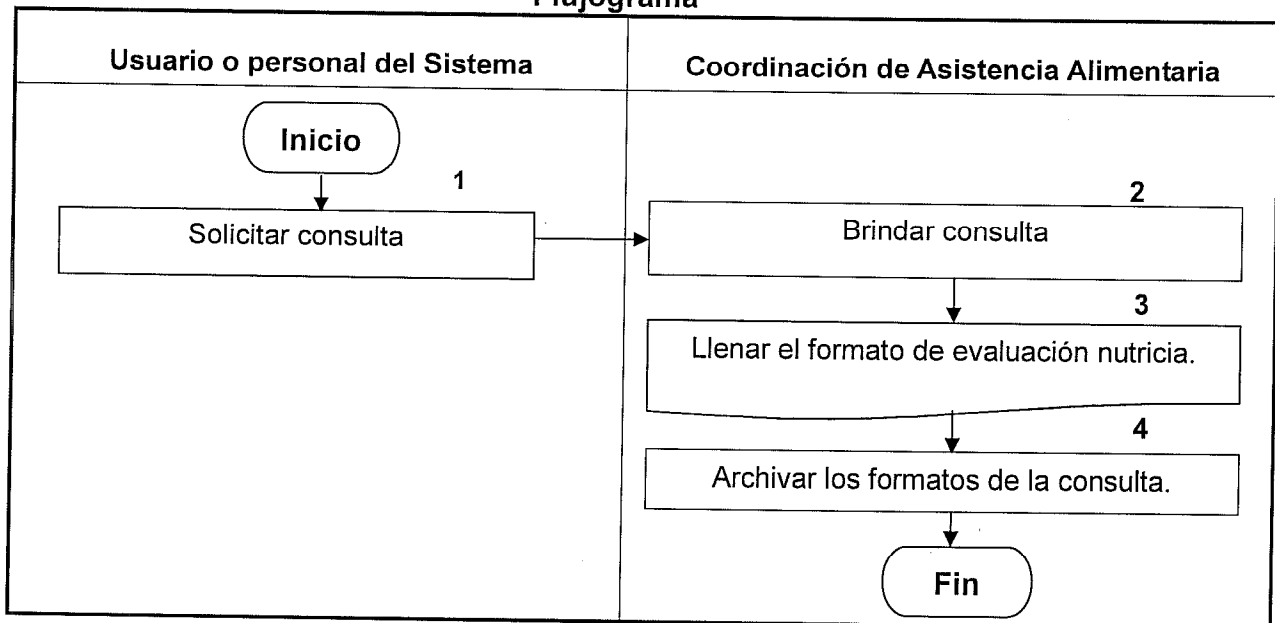 Flujograma
Usuario o personal del Sistema
Coordinación de Asistencia Alimentaria
Inicio
1
Solicitar consulta
2
Brindar consulta
3
Llenar el formato de evaluación nutricia.
4
Archivar los formatos de la consulta.
Fin